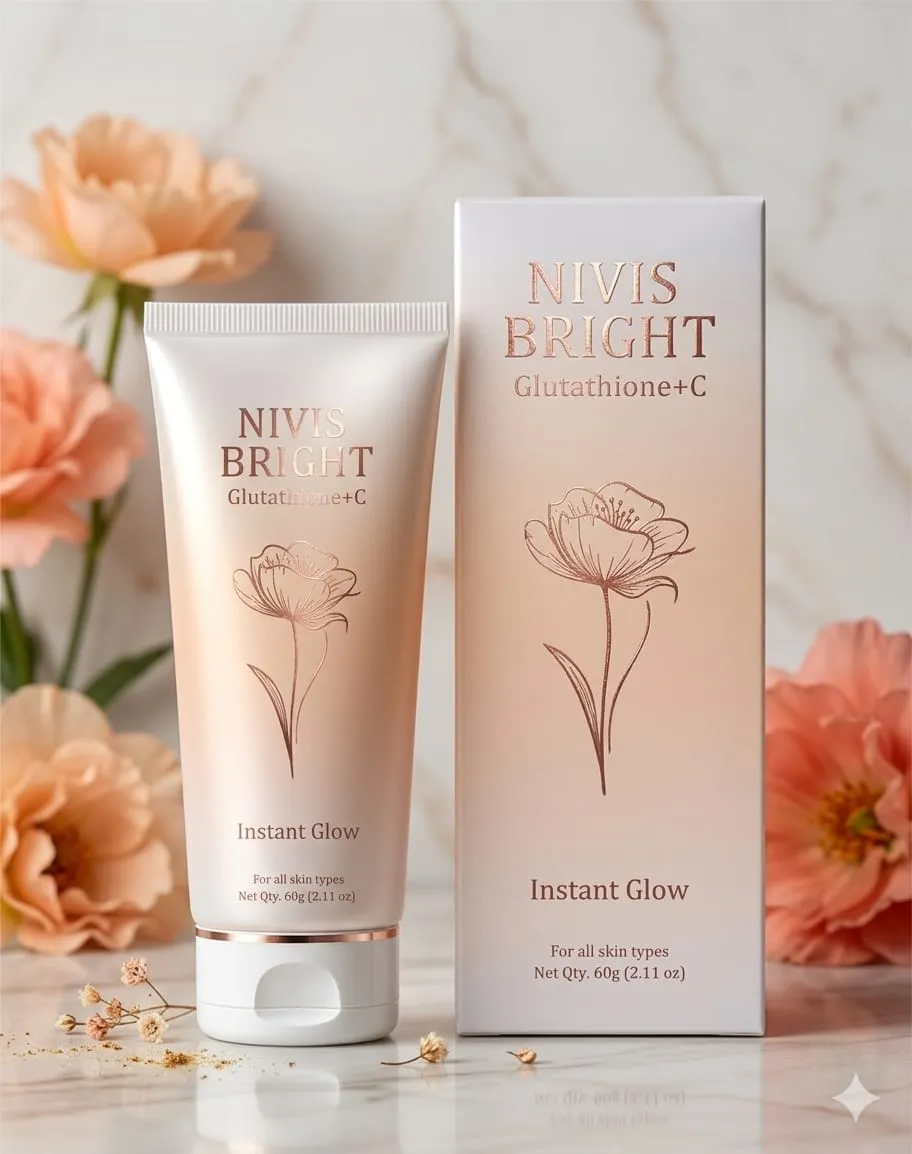 NIVIS
BRIGHT
Glutathione+C
Instant Glow
For all skin types
Net Qty. 60g (2.11 oz)
NIVIS
BRIGHT
Glutathione+C
Instant Glow
For all skin types
Net Qty. 60g (2.11 oz)